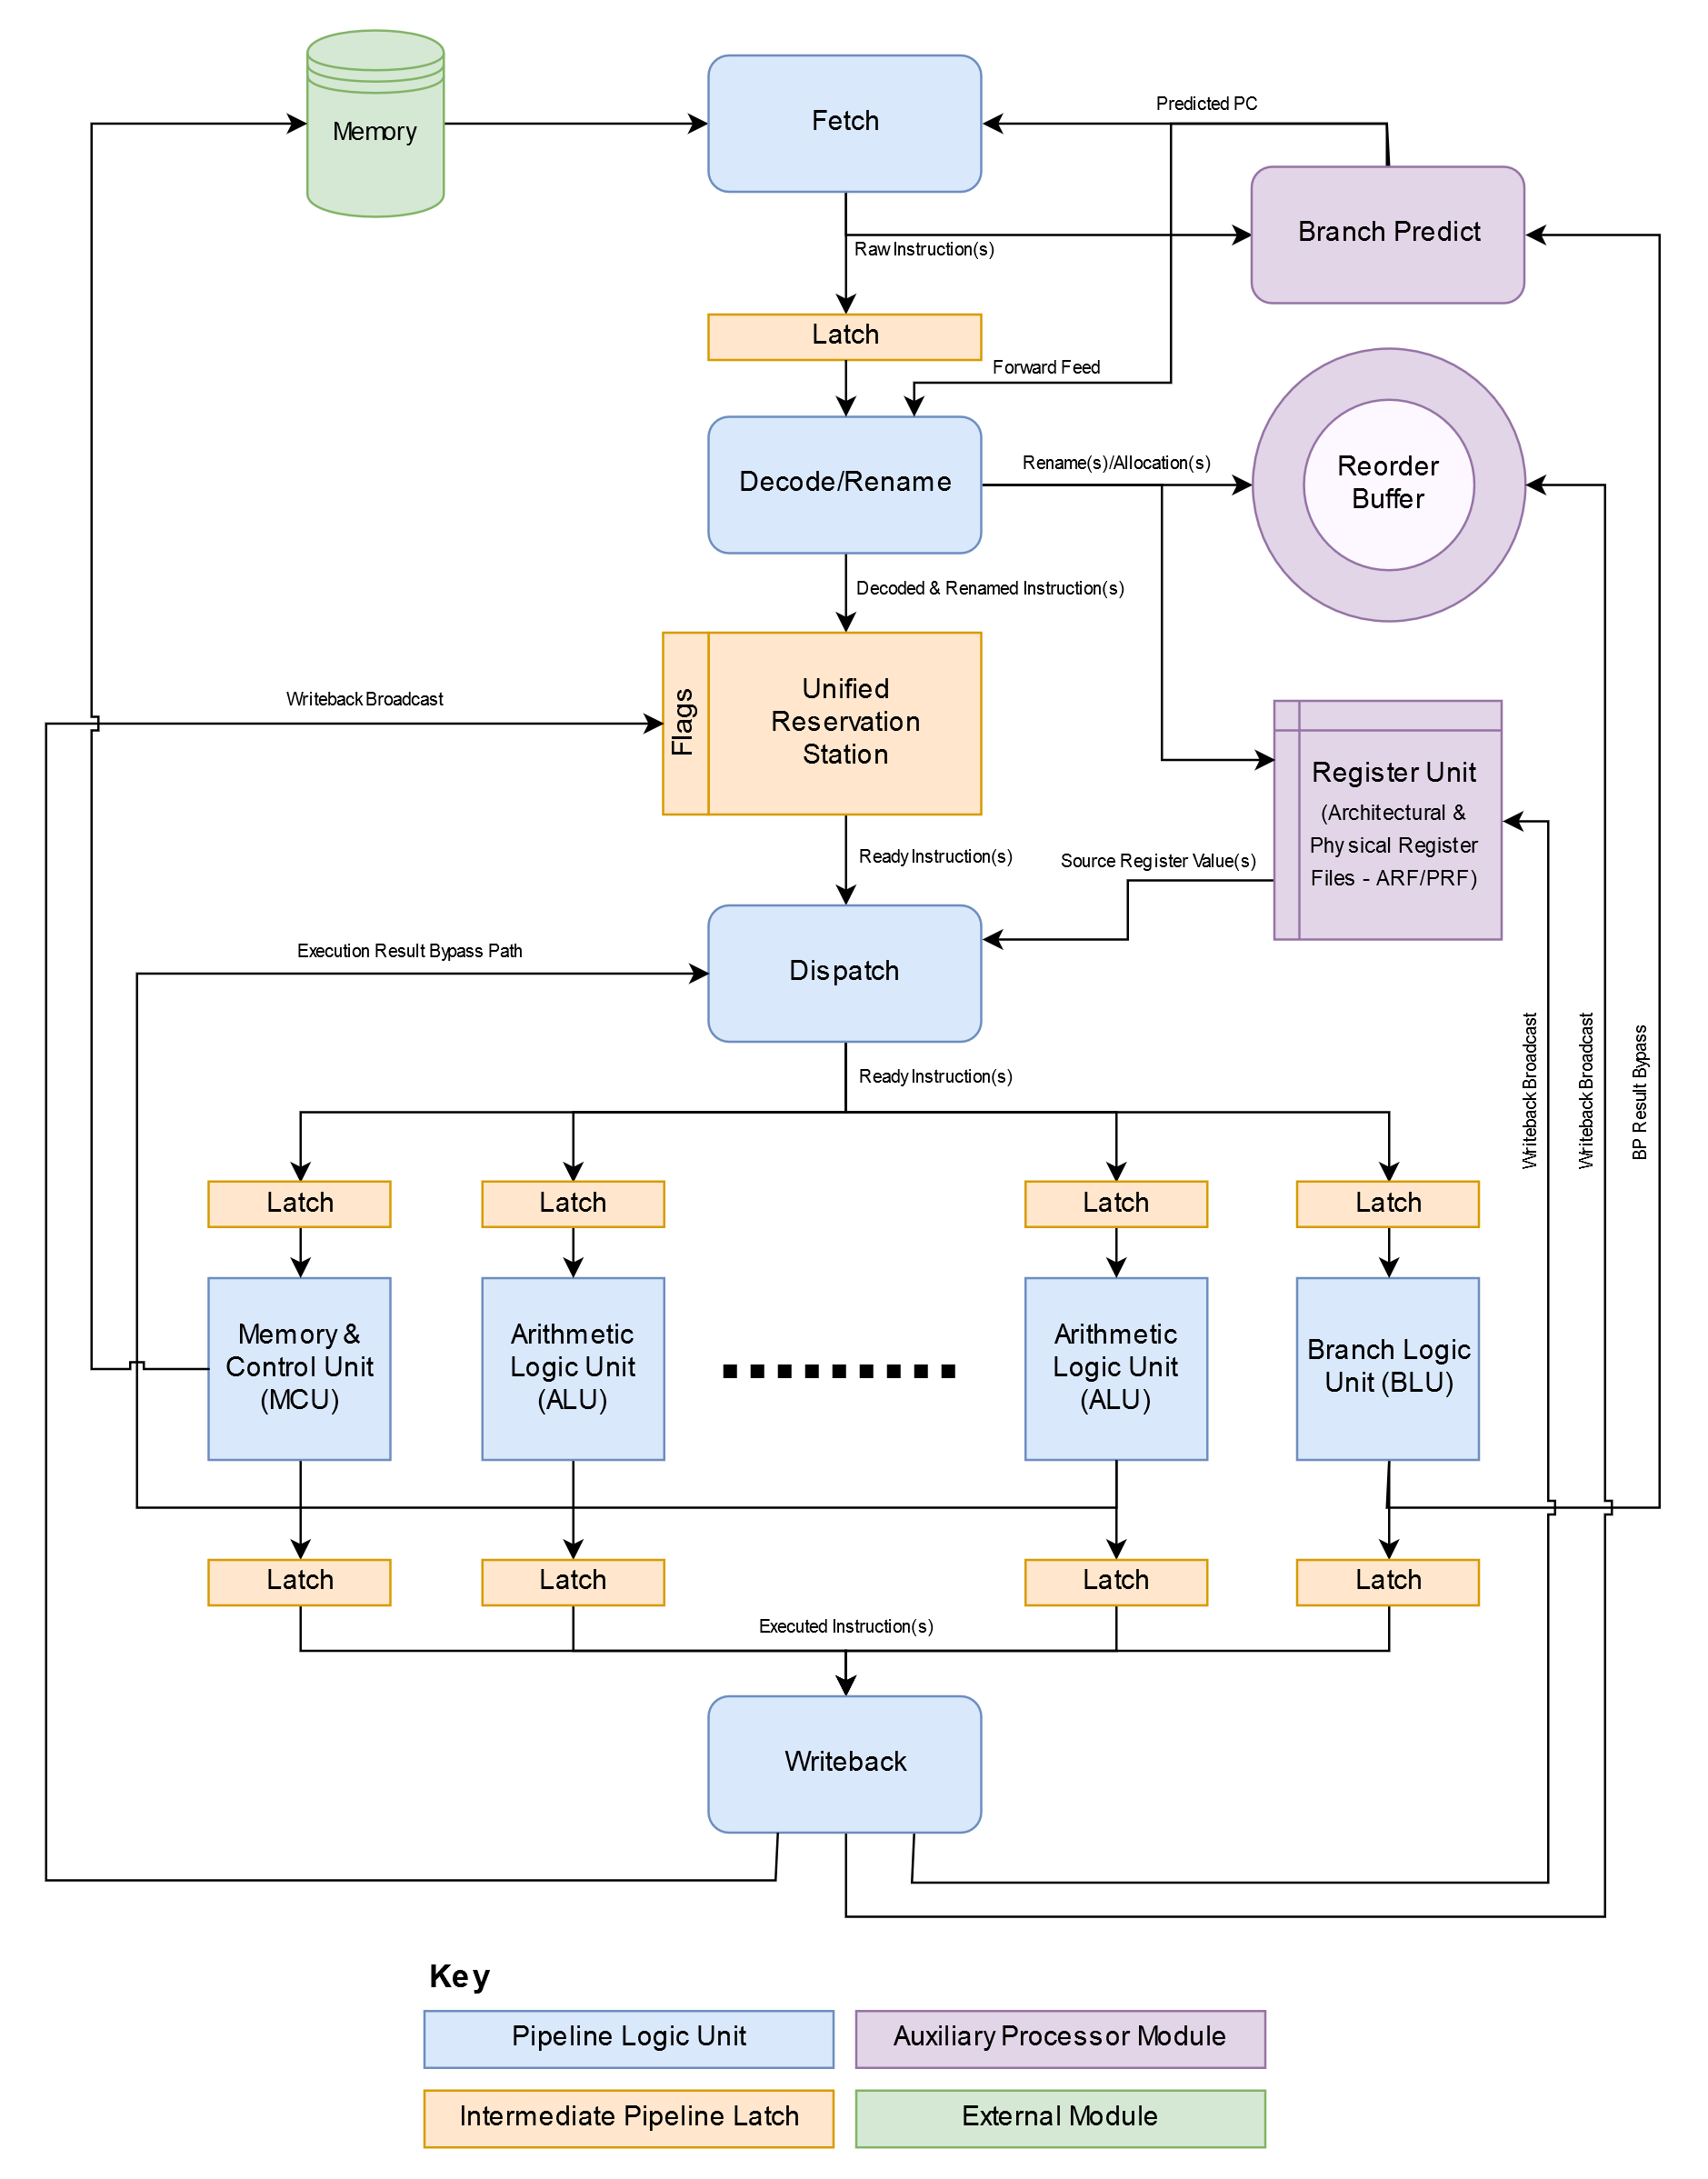 Memory
Fetch
Predicted PC
Branch Predict
Raw Instruction(s)
Latch
Forward Feed
Decode/Rename
Rename(s)/Allocation(s)
Reorder
Buffer
Decoded & Renamed Instruction(s)
Writeback Broadcast
Flags
Unified
Reservation
Station
Register Unit
(Architectural &
Physical Register
Files - ARF/PRF)
Ready Instruction(s)
Source Register Value(s)
Execution Result Bypass Path
Dispatch
Writeback Broadcast
Writeback Broadcast
BP Result Bypass
Ready Instruction(s)
Latch
Latch
Latch
Latch
Memory &
Control Unit
(MCU)
Arithmetic
Logic Unit
(ALU)
Arithmetic
Logic Unit
(ALU)
Branch Logic
Unit (BLU)
Latch
Latch
Latch
Latch
Executed Instruction(s)
Writeback
Key
Pipeline Logic Unit
Auxiliary Processor Module
Intermediate Pipeline Latch
External Module